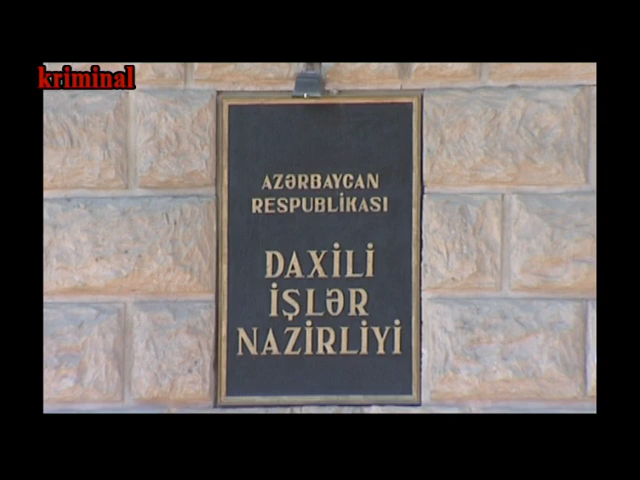 kriminal
AZƏRBAYCAN
RESPUBLİKASI
DAXİLİ
İŞLƏR
NAZİRLİYİ